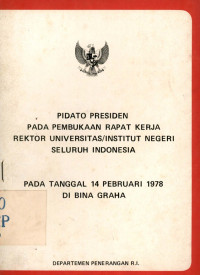 PIDATO PRESIDEN
PADA PEMBUKAAN RAPAT KERJA
REKTOR UNIVERSITAS/INSTITUT NEGERI
SELURUH INDONESIA
PADA TANGGAL 14 PEBRUARI 1978
DI BINA GRAHA
DEPARTEMEN PENERANGAN R.I.